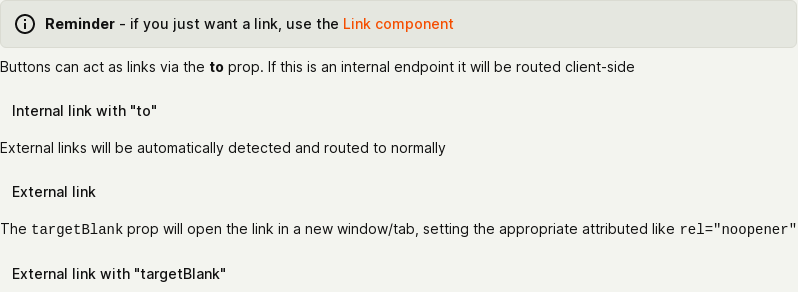 Reminder - if you just want a link, use the Link component
Buttons can act as links via the to prop. If this is an internal endpoint it will be routed client-side
Internal link with "to"
External links will be automatically detected and routed to normally
External link
The targetBlank prop will open the link in a new window/tab, setting the appropriate attributed like rel="noopener"
External link with "targetBlank"